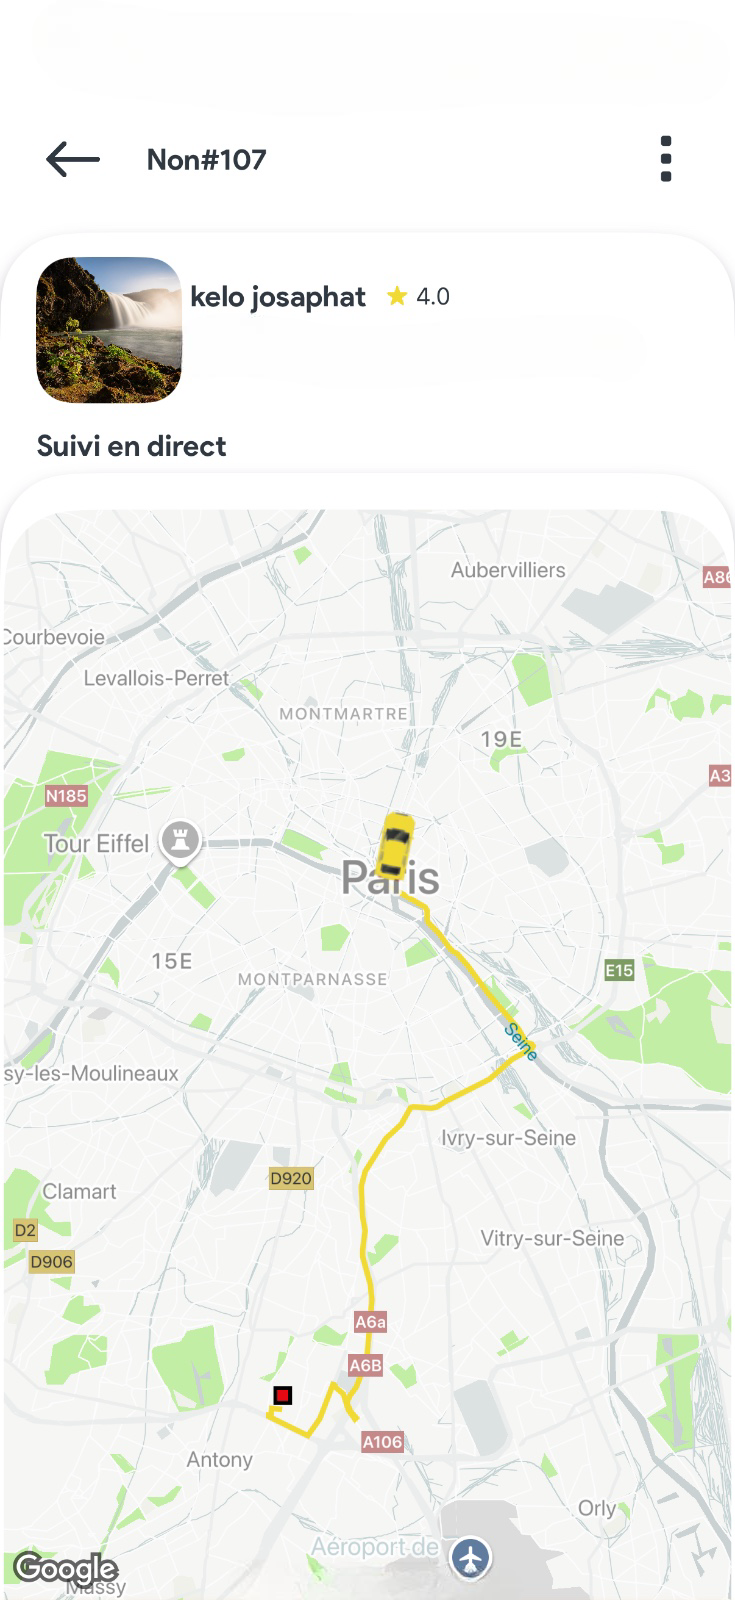 Non#107
kelo josaphat 4.0
Suivi en direct
Aubervilliers
A86
Courbevoie
Levallois-Perret
MONTMARTRE
19E
A3
N185
Tour Eiffel
Paris
15E
MONTPARNASSE
E15
Seine
sy-les-Moulineaux
Ivry-sur-Seine
D920
Clamart
D2
Vitry-sur-Seine
D906
A6a
A6B
A106
Antony
Orly
Aéroport de
Google
Massy